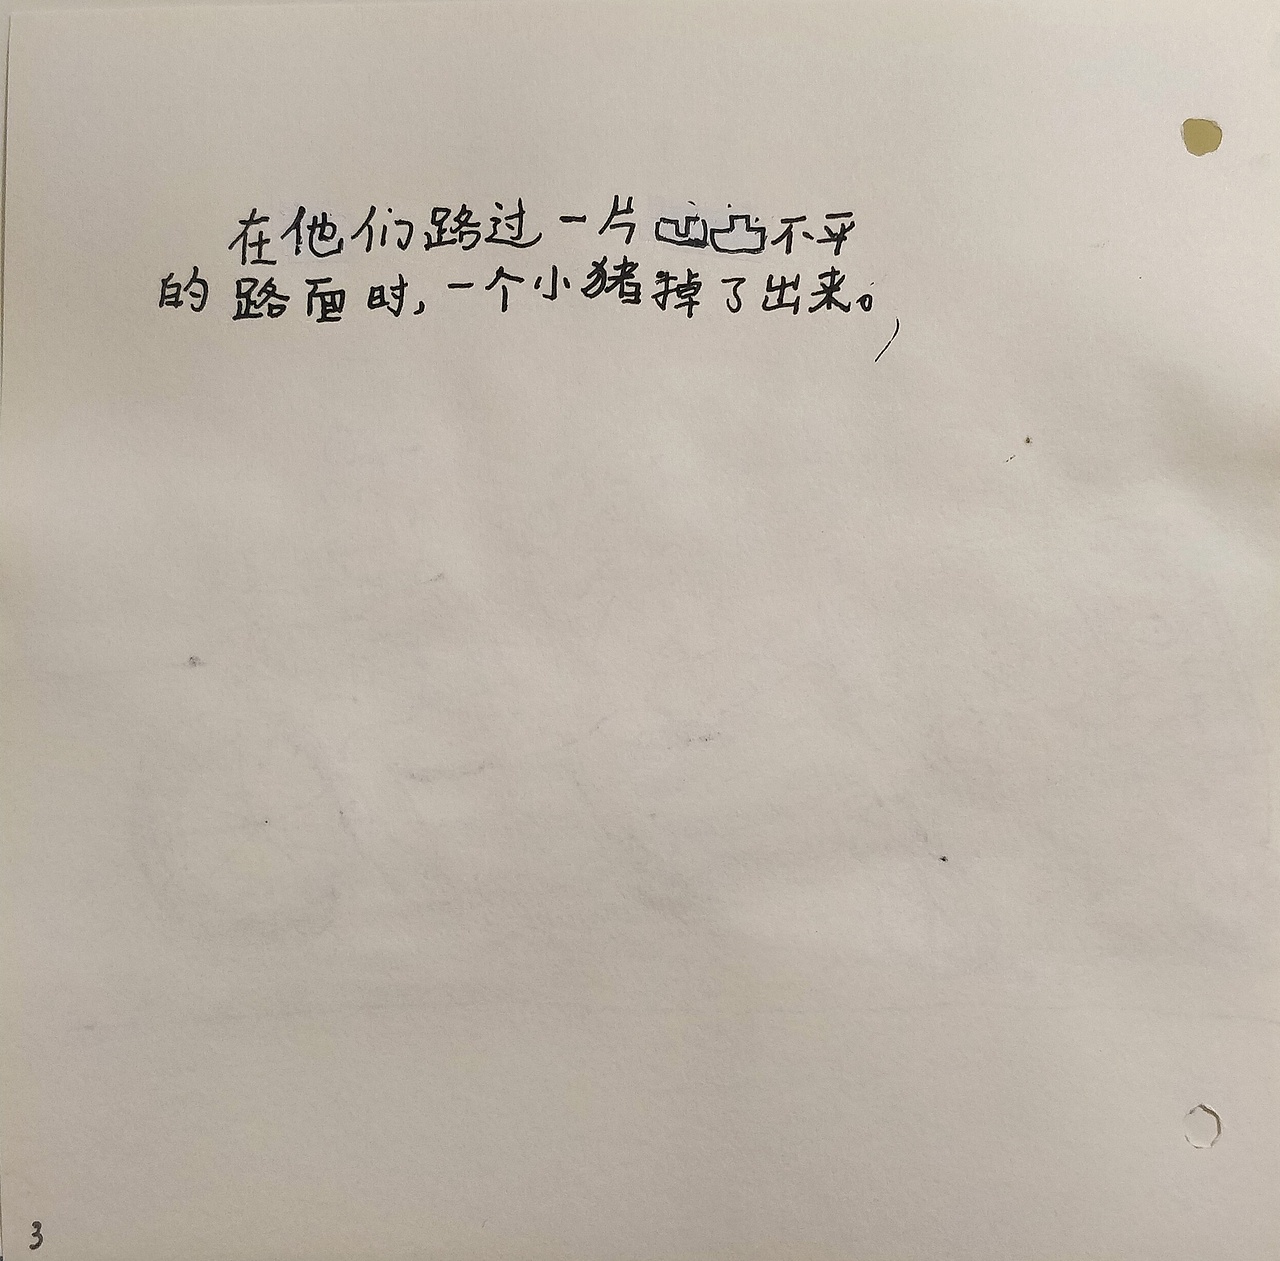 在他们路过一片凹凸不平
的路面时,一个小猪掉了出来。
3